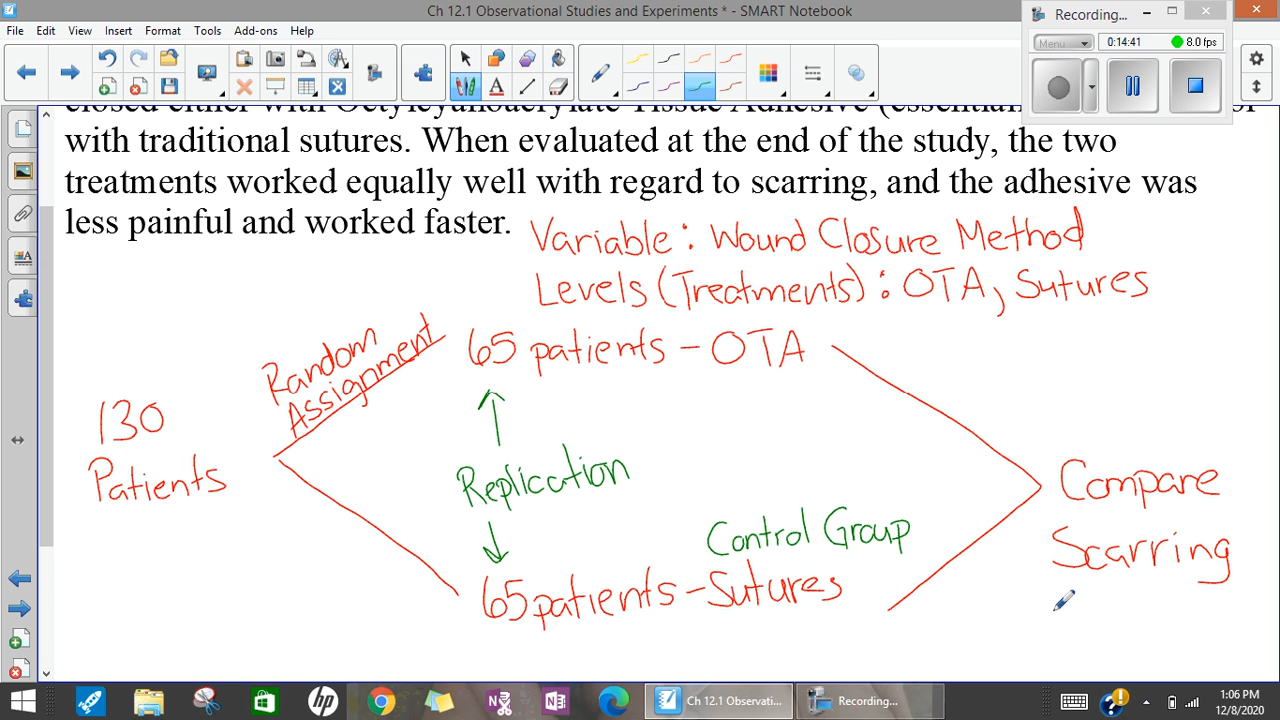 Ch 12.1 Observational Studies and Experiments * - SMART Notebook
Recording...
File Edit View Insert Format Tools Add-ons Help
Menu 0:14:41 8.0 fps
with traditional sutures. When evaluated at the end of the study, the two
treatments worked equally well with regard to scarring, and the adhesive was
less painful and worked faster.
Variable: Wound Closure Method
Levels (Treatments): OTA, Sutures
Random
Assignment
65 patients - OTA
130
Patients
Replication
Compare
Scarring
Control Group
65 patients - Sutures
Ch 12.1 Observati...
Recording...
1:06 PM
12/8/2020